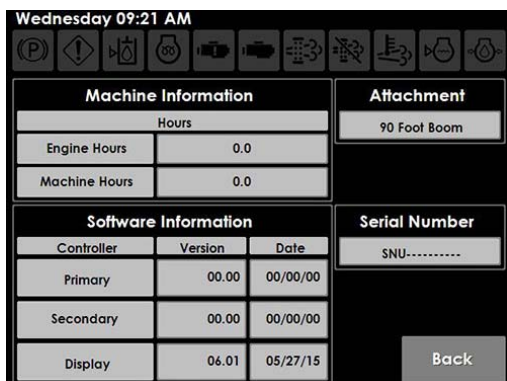 Wednesday 09:21 AM
(P)
Machine Information
Hours
Engine Hours 0.0
Machine Hours 0.0
Attachment
90 Foot Boom
Software Information
Controller Version Date
Primary 00.00 00/00/00
Secondary 00.00 00/00/00
Display 06.01 05/27/15
Serial Number
SNU----------
Back